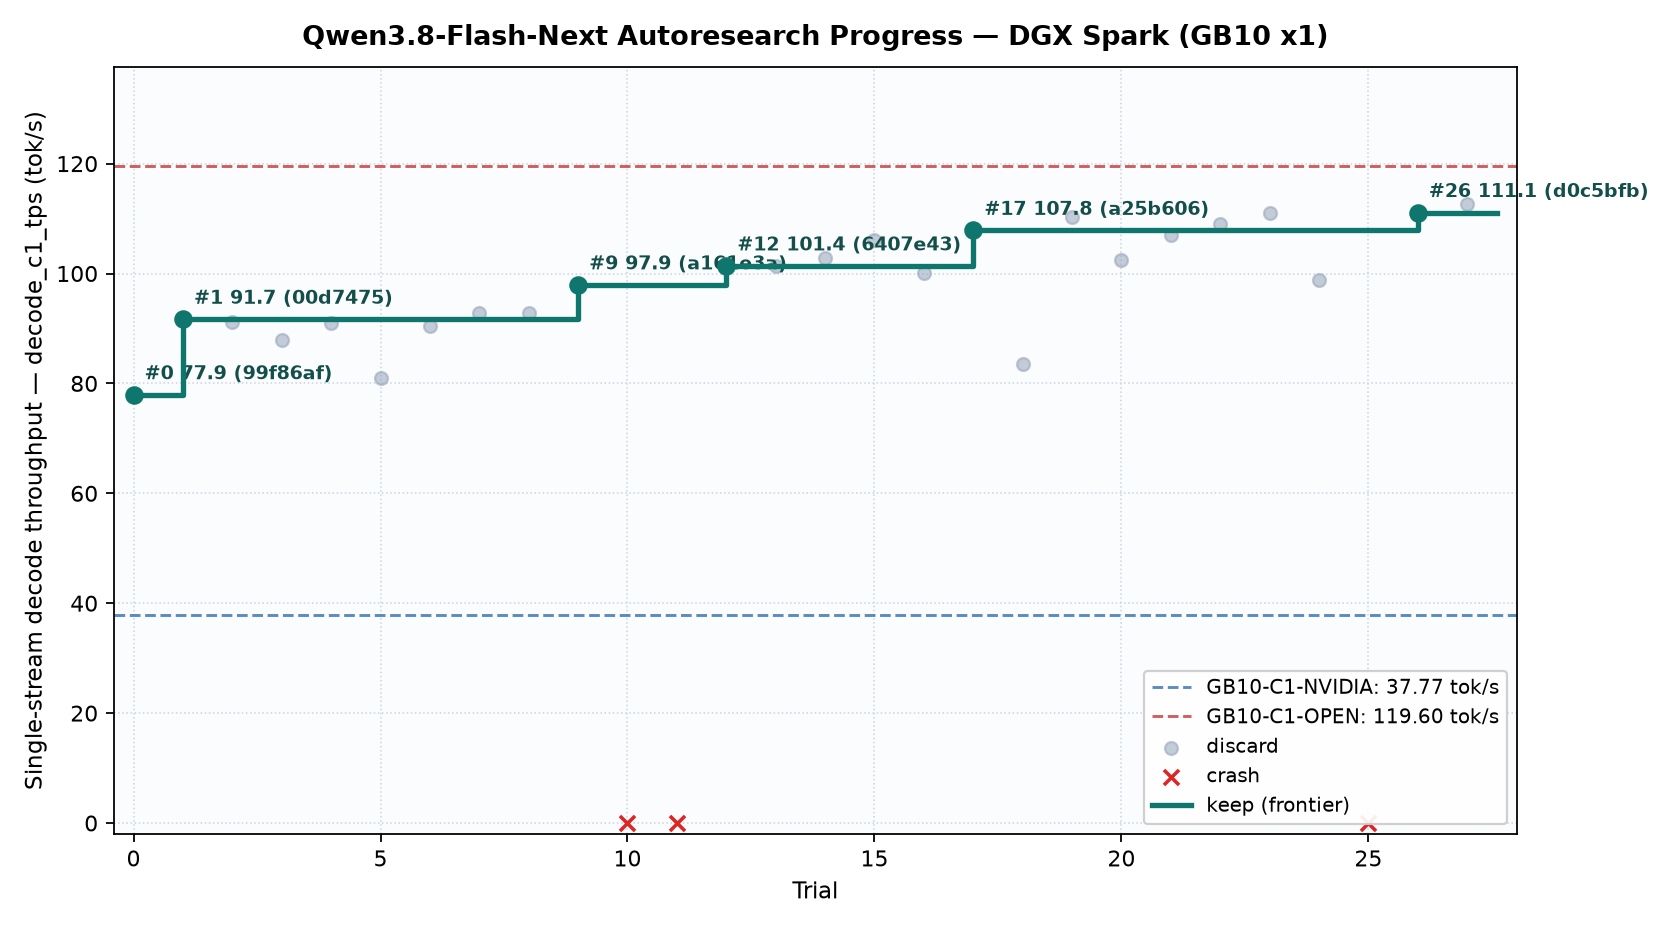 Qwen3.8-Flash-Next Autoresearch Progress — DGX Spark (GB10 x1)
Single-stream decode throughput — decode_c1_tps (tok/s)
120
100
80
60
40
20
0
#0 77.9 (99f86af)
#1 91.7 (00d7475)
#9 97.9 
#12 101.4 (6407e43)
#17 107.8 (a25b606)
#26 111.1 (d0c5bfb)
GB10-C1-NVIDIA: 37.77 tok/s
GB10-C1-OPEN: 119.60 tok/s
discard
crash
keep (frontier)
0
5
10
15
20
25
Trial